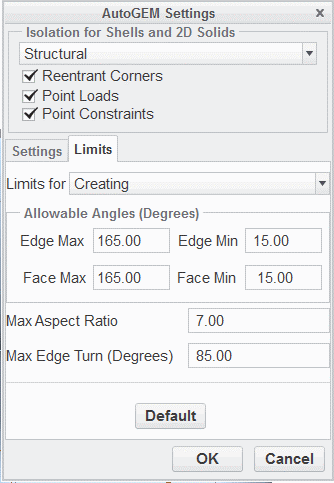 AutoGEM Settings x
Isolation for Shells and 2D Solids
Structural
Reentrant Corners
Point Loads
Point Constraints
Settings Limits
Limits for Creating
Allowable Angles (Degrees)
Edge Max 165.00 Edge Min 15.00
Face Max 165.00 Face Min 15.00
Max Aspect Ratio 7.00
Max Edge Turn (Degrees) 85.00
Default
OK Cancel